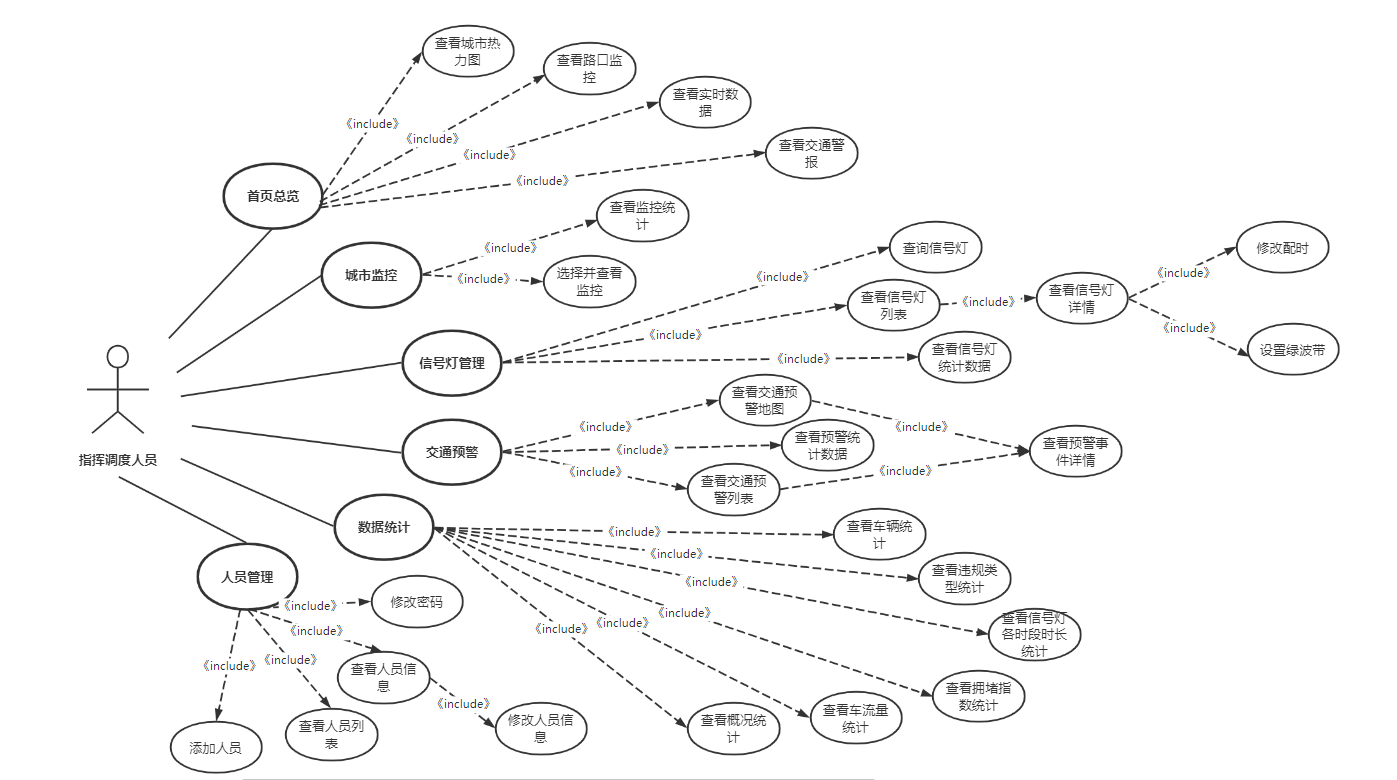 查看城市热
力图
查看路口监
控
查看实时数
据
查看交通警
报
《include》
《include》
《include》
《include》
首页总览
查看监控统
计
《include》
城市监控
《include》
选择并查看
监控
查询信号灯
《include》
查看信号灯
列表
《include》
《include》
查看信号灯
详情
《include》
修改配时
《include》
设置绿波带
信号灯管理
《include》
查看信号灯
统计数据
查看交通预
警地图
《include》
《include》
交通预警
《include》
查看预警统
计数据
查看预警事
件详情
《include》
《include》
查看交通预
警列表
指挥调度人员
数据统计
《include》
查看车辆统
计
《include》
查看违规类
型统计
《include》
查看信号灯
各时段时长
统计
《include》
查看拥堵指
数统计
《include》
查看车流量
统计
《include》
查看概况统
计
人员管理
《include》
修改密码
《include》
查看人员信
息
《include》
修改人员信
息
《include》
查看人员列
表
《include》
添加人员